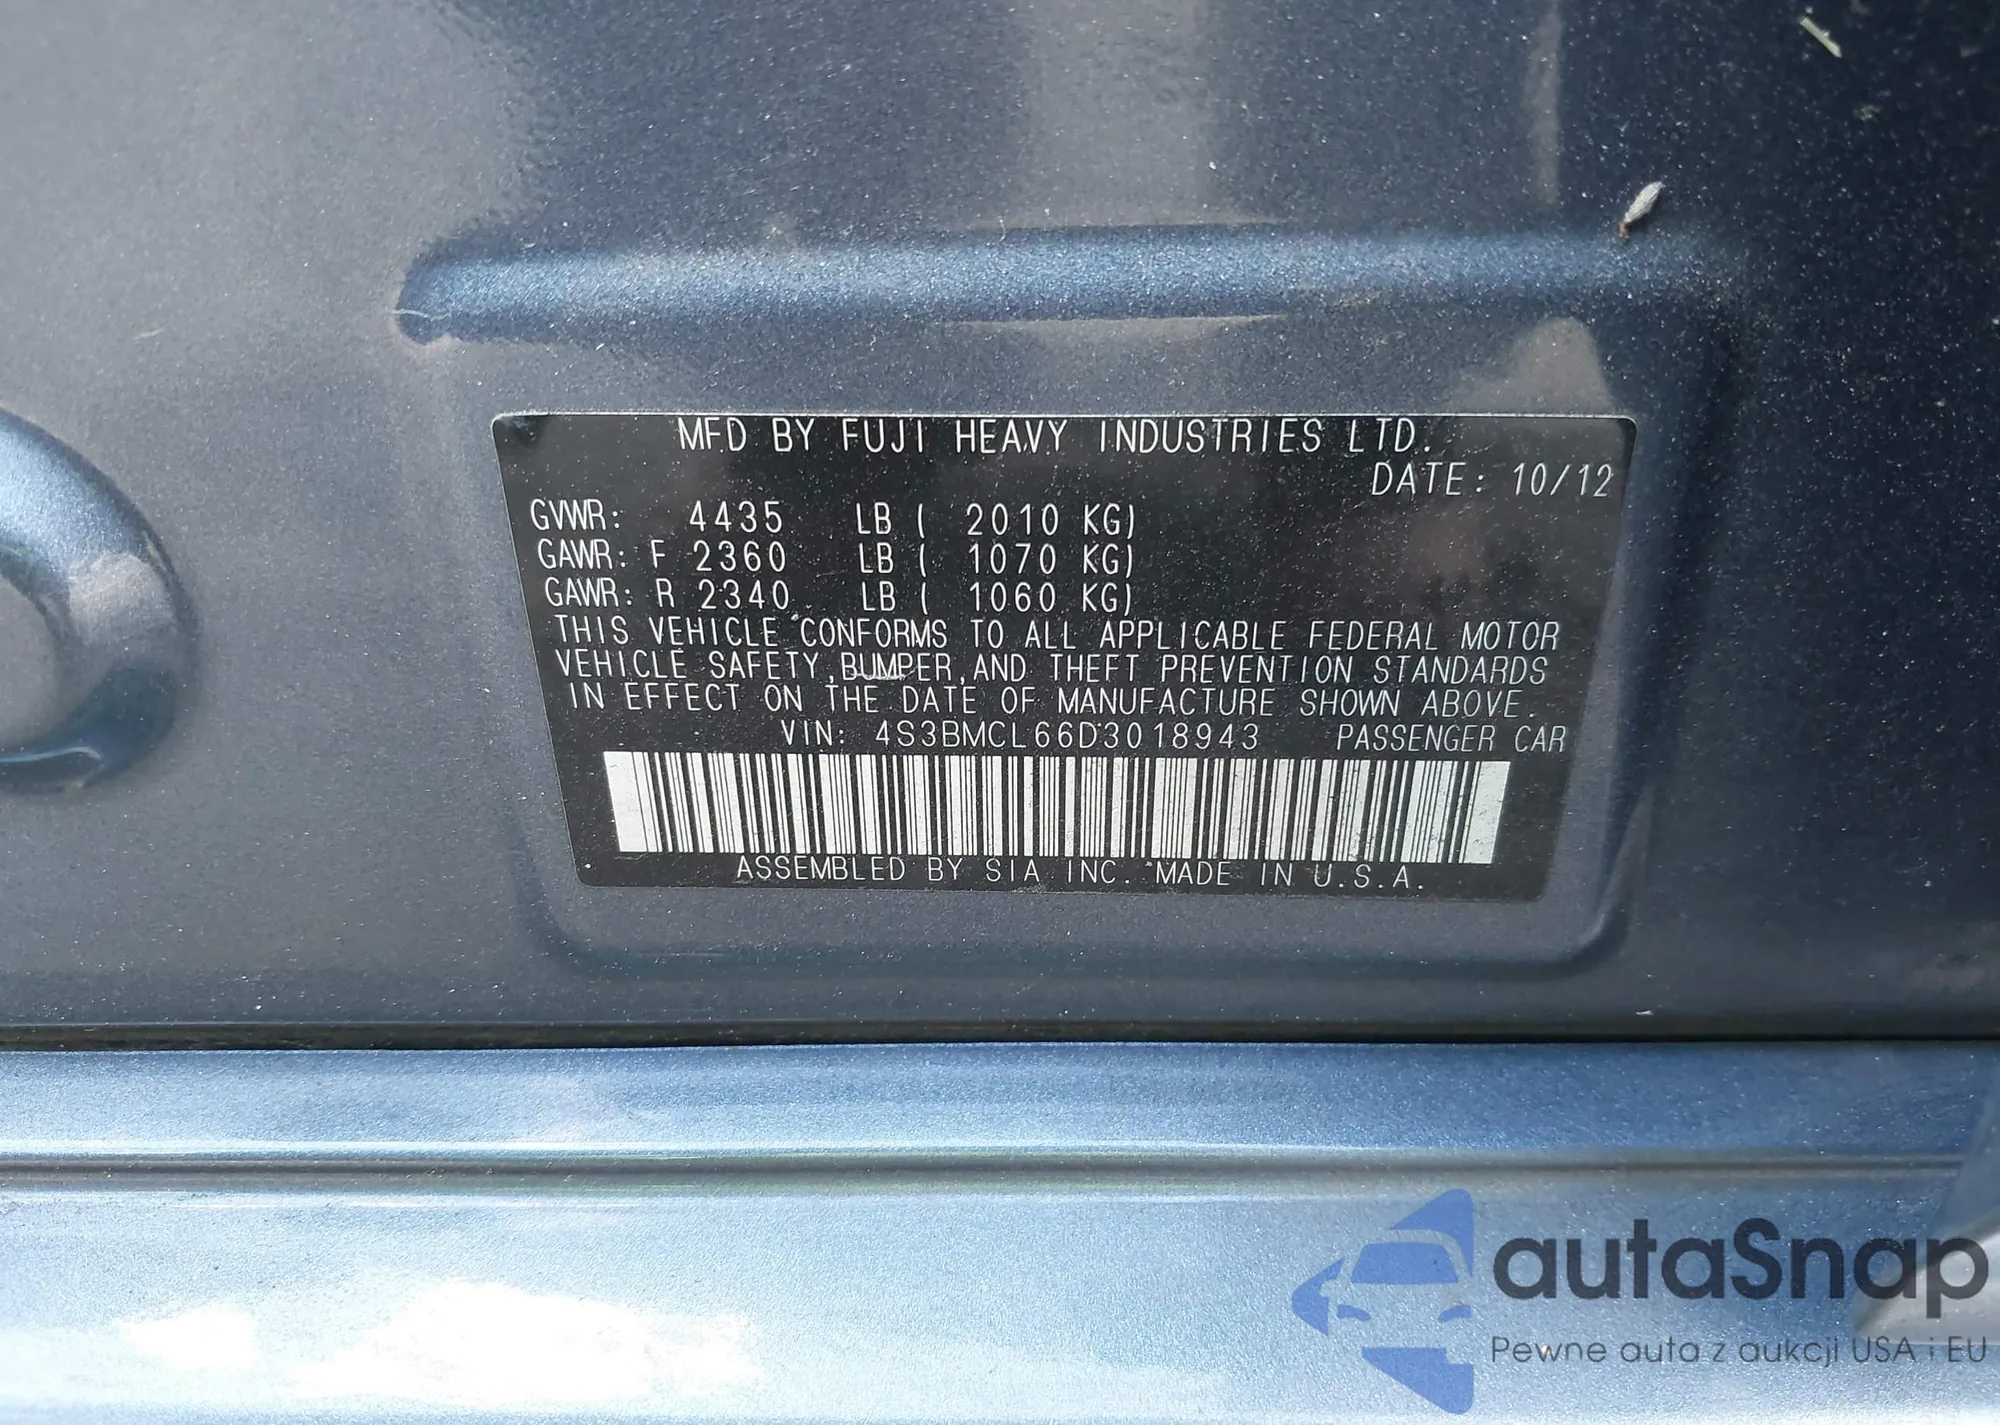 MFD BY FUJI HEAVY INDUSTRIES LTD.
DATE: 10/12
GVWR: 4435 LB ( 2010 KG)
GAWR: F 2360 LB ( 1070 KG)
GAWR: R 2340 LB ( 1060 KG)
THIS VEHICLE CONFORMS TO ALL APPLICABLE FEDERAL MOTOR
VEHICLE SAFETY, BUMPER, AND THEFT PREVENTION STANDARDS
IN EFFECT ON THE DATE OF MANUFACTURE SHOWN ABOVE.
VIN: 4S3BMCL66D3018943 PASSENGER CAR
ASSEMBLED BY SIA INC. MADE IN U.S.A.
autaSnap
Pewne auta z aukcji USA i EU